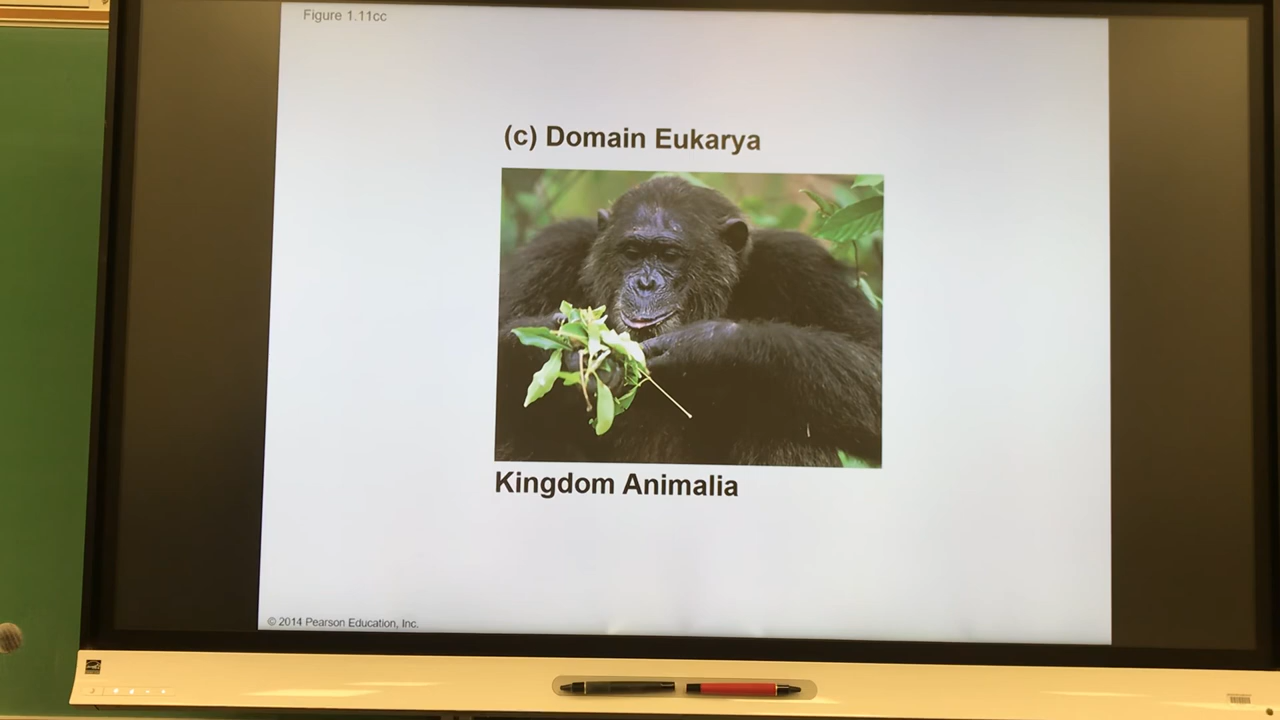 Figure 1.11cc
(c) Domain Eukarya
Kingdom Animalia
© 2014 Pearson Education, Inc.